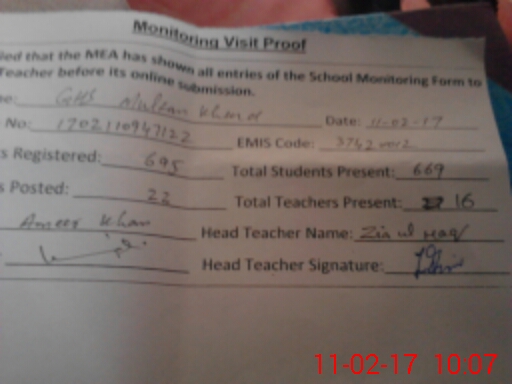 Monitoring Visit Proof
ied that the MEA has shown all entries of the School Monitoring Form to
Teacher before its online submission.
me: GHS Khand Date: 11-02-17
No: 1702110947122 EMIS Code:
s Registered: 695 Total Students Present: 669
s Posted: 22 Total Teachers Present: 16
Ameer Khan Head Teacher Name: Zia ul Haq
Head Teacher Signature:
11-02-17 10:07